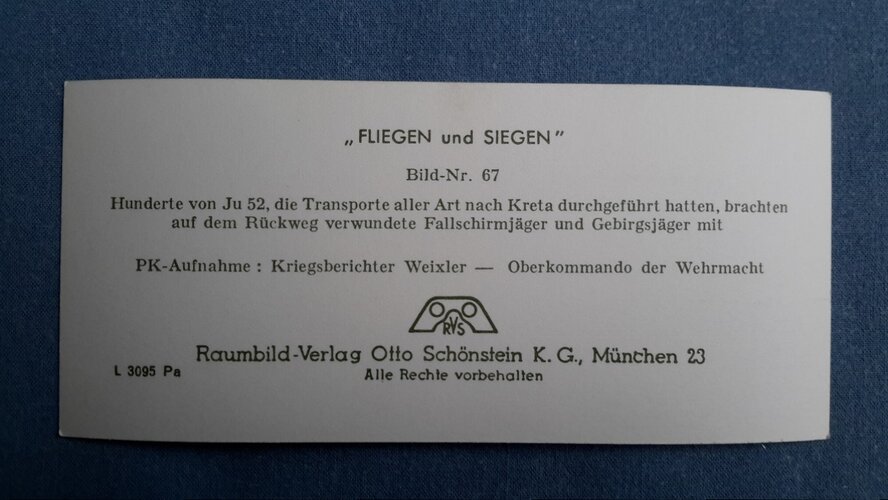 „FLIEGEN und SIEGEN”
Bild-Nr. 67
Hunderte von Ju 52, die Transporte aller Art nach Kreta durchgeführt hatten, brachten
auf dem Rückweg verwundete Fallschirmjäger und Gebirgsjäger mit
PK-Aufnahme : Kriegsberichter Weixler — Oberkommando der Wehrmacht
RVS
Raumbild-Verlag Otto Schönstein K. G., München 23
L 3095 Pa
Alle Rechte vorbehalten